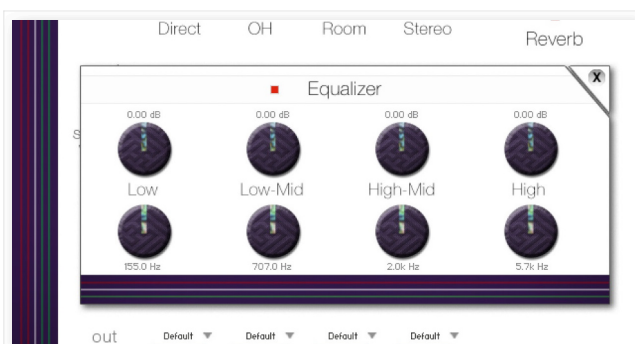 Direct OH Room Stereo
Reverb
X
Equalizer
0.00 dB 0.00 dB 0.00 dB 0.00 dB
Low Low-Mid High-Mid High
155.0 Hz 707.0 Hz 2.0k Hz 5.7k Hz
out Default Default Default Default